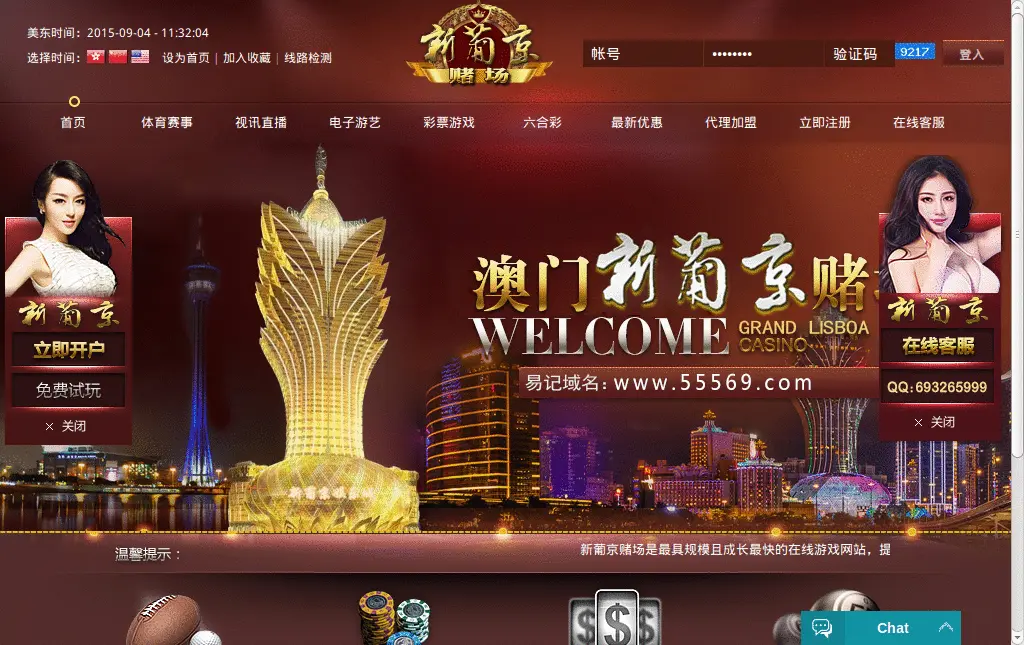 美东时间：2015-09-04 - 11:32:04
选择时间：
设为首页 | 加入收藏 | 线路检测
新葡京
赌场
帐号
••••••••
验证码
9217
登入
首页 体育赛事 视讯直播 电子游艺 彩票游戏 六合彩 最新优惠 代理加盟 立即注册 在线客服
新葡京
立即开户
免费试玩
× 关闭
澳门新葡京赌
WELCOME
GRAND LISBOA
CASINO
易记域名：www.55569.com
新葡京
在线客服
QQ:693265999
× 关闭
温馨提示：
新葡京赌场是最具规模且成长最快的在线游戏网站，提
Chat